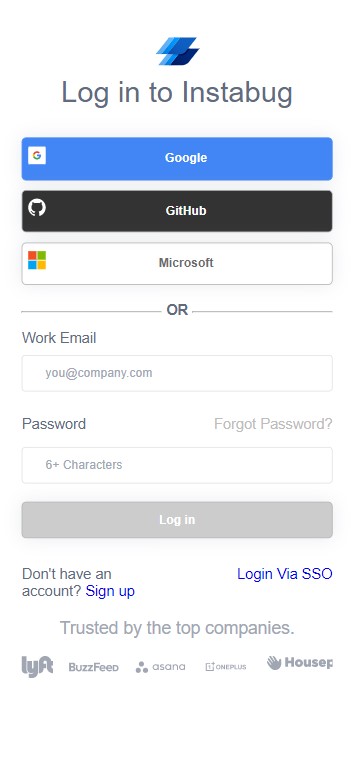 Log in to Instabug
Google
GitHub
Microsoft
OR
Work Email
you@company.com
Password Forgot Password?
6+ Characters
Log in
Don't have an Login Via SSO
account? Sign up
Trusted by the top companies.
lyft BuzzFeed asana ONEPLUS Housep